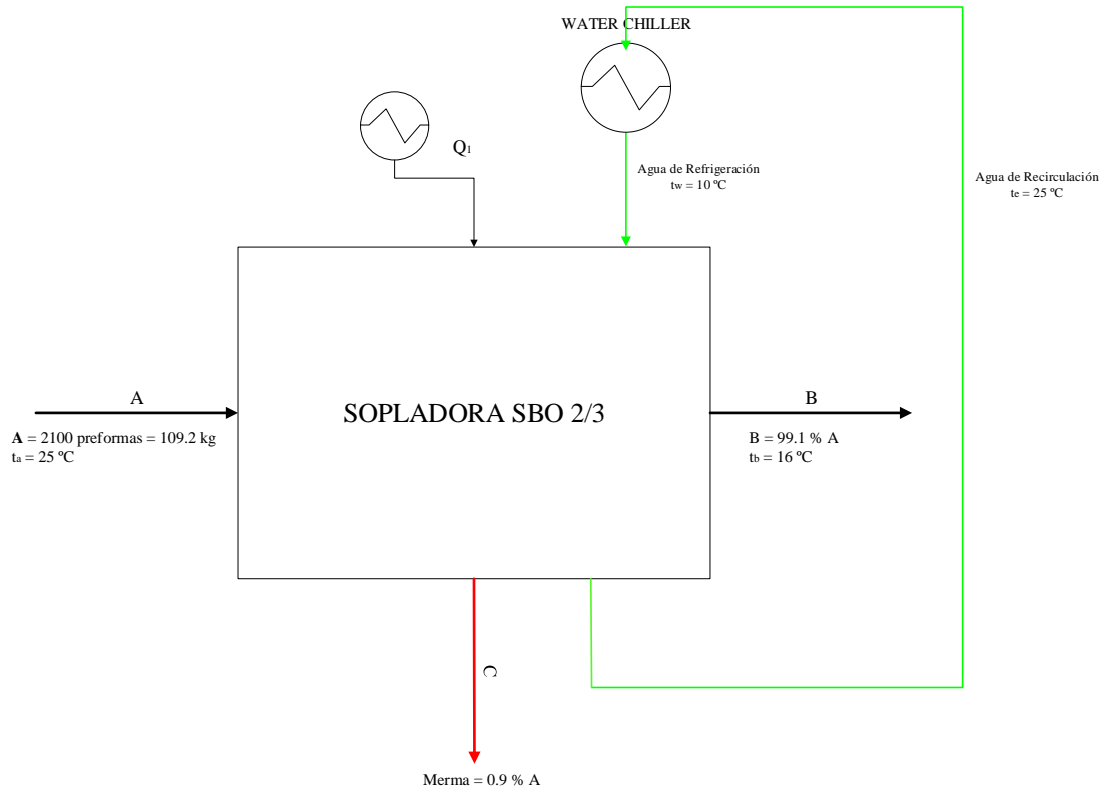 WATER CHILLER
Q1
Agua de Refrigeración
tw = 10 ºC
Agua de Recirculación
te = 25 ºC
A
SOPLADORA SBO 2/3
B
A = 2100 preformas = 109.2 kg
ta = 25 ºC
B = 99.1 % A
tb = 16 ºC
C
Merma = 0.9 % A